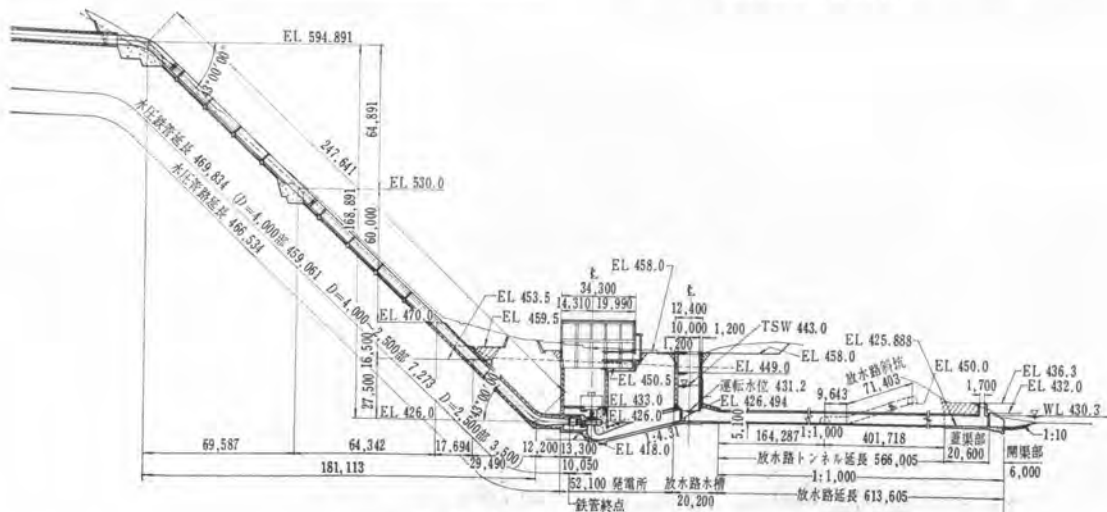 EL 594.891
43°00′00″
64,891
247,641
水圧鉄管延長 469,834 (D=4,000部 459,061 D=4,000~2,500部 7,273 D=2,500部 3,500)
水圧管路延長 466,534
EL 530.0
168,891
60,000
EL 470.0
EL 453.5
EL 459.5
16,500
27,500
EL 426.0
43°00′00″
69,587
64,342
17,694
29,490
12,200
13,300
181,113
10,050
52,100 発電所
鉄管終点
℄
34,300
14,310
19,990
EL 458.0
℄
12,400
10,000
1,200
1,200
TSW 443.0
EL 458.0
EL 449.0
EL 450.5
運転水位 431.2
EL 433.0
EL 426.494
EL 426.0
EL 418.0
5,100
放水路水槽
20,200
EL 425.888
EL 450.0
放水路斜坑
71.403
9,643
1,700
EL 436.3
EL 432.0
WL 430.3
1:10
1:1,000
164,287
401,718
蓋渠部
20,600
開渠部
6,000
放水路トンネル延長 566,005
1:1,000
放水路延長 613,605